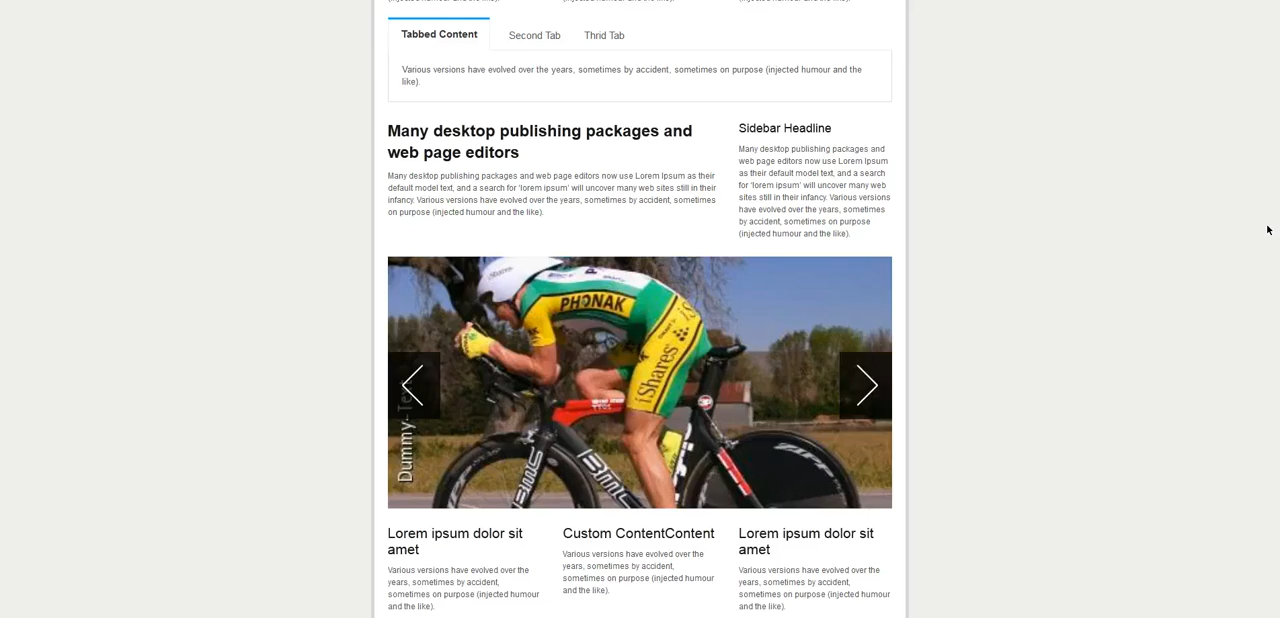 Tabbed Content
Second Tab
Thrid Tab
Various versions have evolved over the years, sometimes by accident, sometimes on purpose (injected humour and the
like).
Many desktop publishing packages and
web page editors
Many desktop publishing packages and web page editors now use Lorem Ipsum as their
default model text, and a search for 'lorem ipsum' will uncover many web sites still in their
infancy. Various versions have evolved over the years, sometimes by accident, sometimes
on purpose (injected humour and the like).
Sidebar Headline
Many desktop publishing packages and
web page editors now use Lorem Ipsum
as their default model text, and a search
for 'lorem ipsum' will uncover many web
sites still in their infancy. Various versions
have evolved over the years, sometimes
by accident, sometimes on purpose
(injected humour and the like).
PHONAK
iShares
BMC
BMC
ZIPP
Dummy-Text
Lorem ipsum dolor sit
amet
Various versions have evolved over the
years, sometimes by accident,
sometimes on purpose (injected humour
and the like).
Custom ContentContent
Various versions have evolved over the
years, sometimes by accident,
sometimes on purpose (injected humour
and the like).
Lorem ipsum dolor sit
amet
Various versions have evolved over the
years, sometimes by accident,
sometimes on purpose (injected humour
and the like).